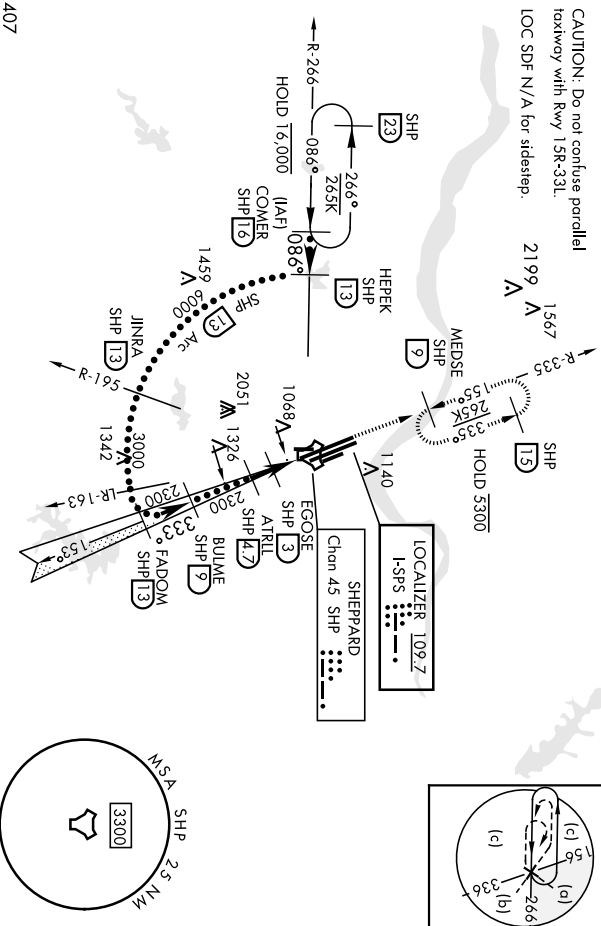 CAUTION: Do not confuse parallel
taxiway with Rwy 15R-33L.
LOC SDF N/A for sidestep.
407
R-266
HOLD 16,000
086°
266°
265K
SHP
23
(IAF)
COMER
SHP 16
086°
HEPEK
SHP
13
2199
1567
1459
6000
SHP
13
Arc
MEDSE
SHP
9
R-335
155°
265K
335°
SHP
15
HOLD 5300
JINRA
SHP 13
R-165
3000
1342
2051
1326
1068
1140
LR-163
2300
2300
153°
333°
FADOM
SHP 13
BULME
SHP 9
ATRLL
SHP 4.7
EGOSE
SHP 3
LOCALIZER 109.7
I-SPS
SHEPPARD
Chan 45 SHP
MSA SHP 25 NM
3300
(c)
(c)
156
(a)
266
(b)
336